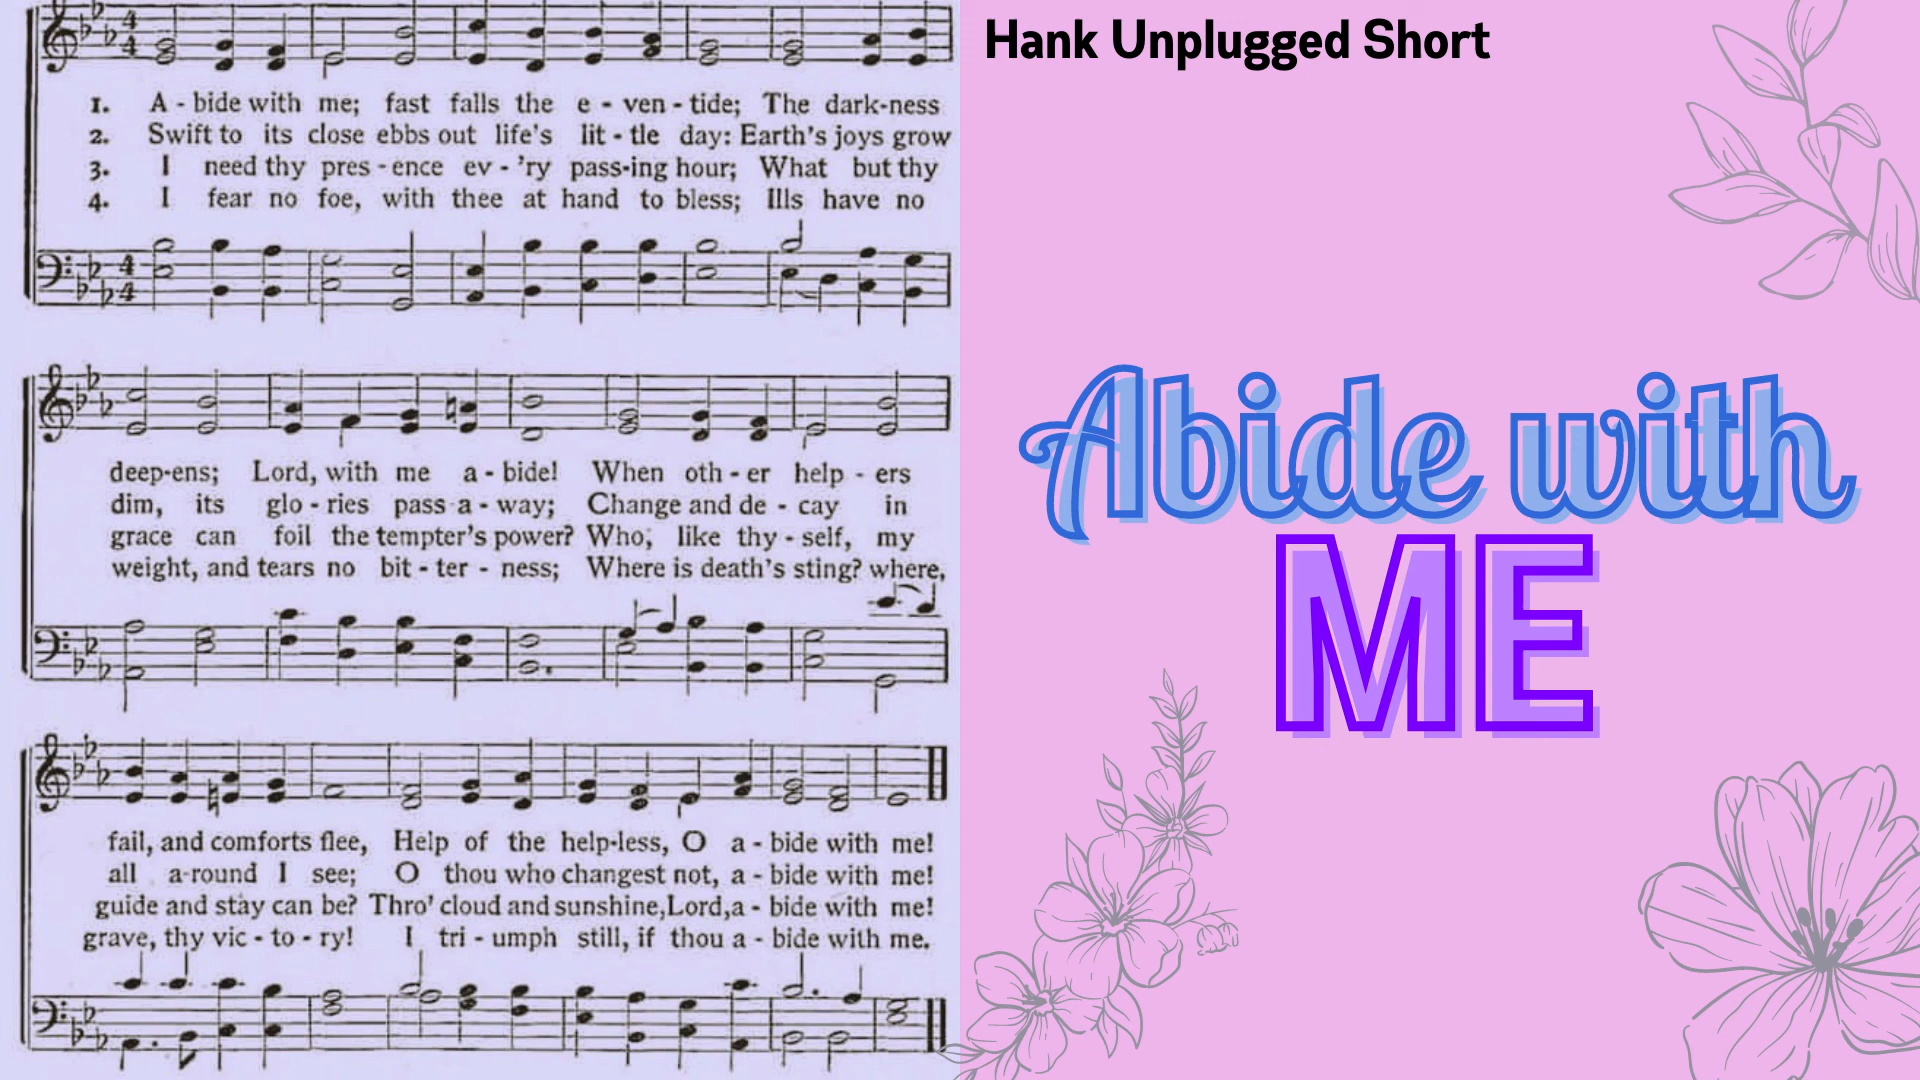 1. A - bide with me; fast falls the e - ven - tide; The dark-ness
2. Swift to its close ebbs out life's lit - tle day: Earth's joys grow
3. I need thy pres - ence ev - 'ry pass-ing hour; What but thy
4. I fear no foe, with thee at hand to bless; Ills have no
deep-ens; Lord, with me a - bide! When oth - er help - ers
dim, its glo - ries pass a - way; Change and de - cay in
grace can foil the tempter's power? Who, like thy - self, my
weight, and tears no bit - ter - ness; Where is death's sting? where,
fail, and comforts flee, Help of the help-less, O a - bide with me!
all a-round I see; O thou who changest not, a - bide with me!
guide and stay can be? Thro' cloud and sunshine, Lord, a - bide with me!
grave, thy vic - to - ry! I tri - umph still, if thou a - bide with me.
Hank Unplugged Short
Abide with
ME